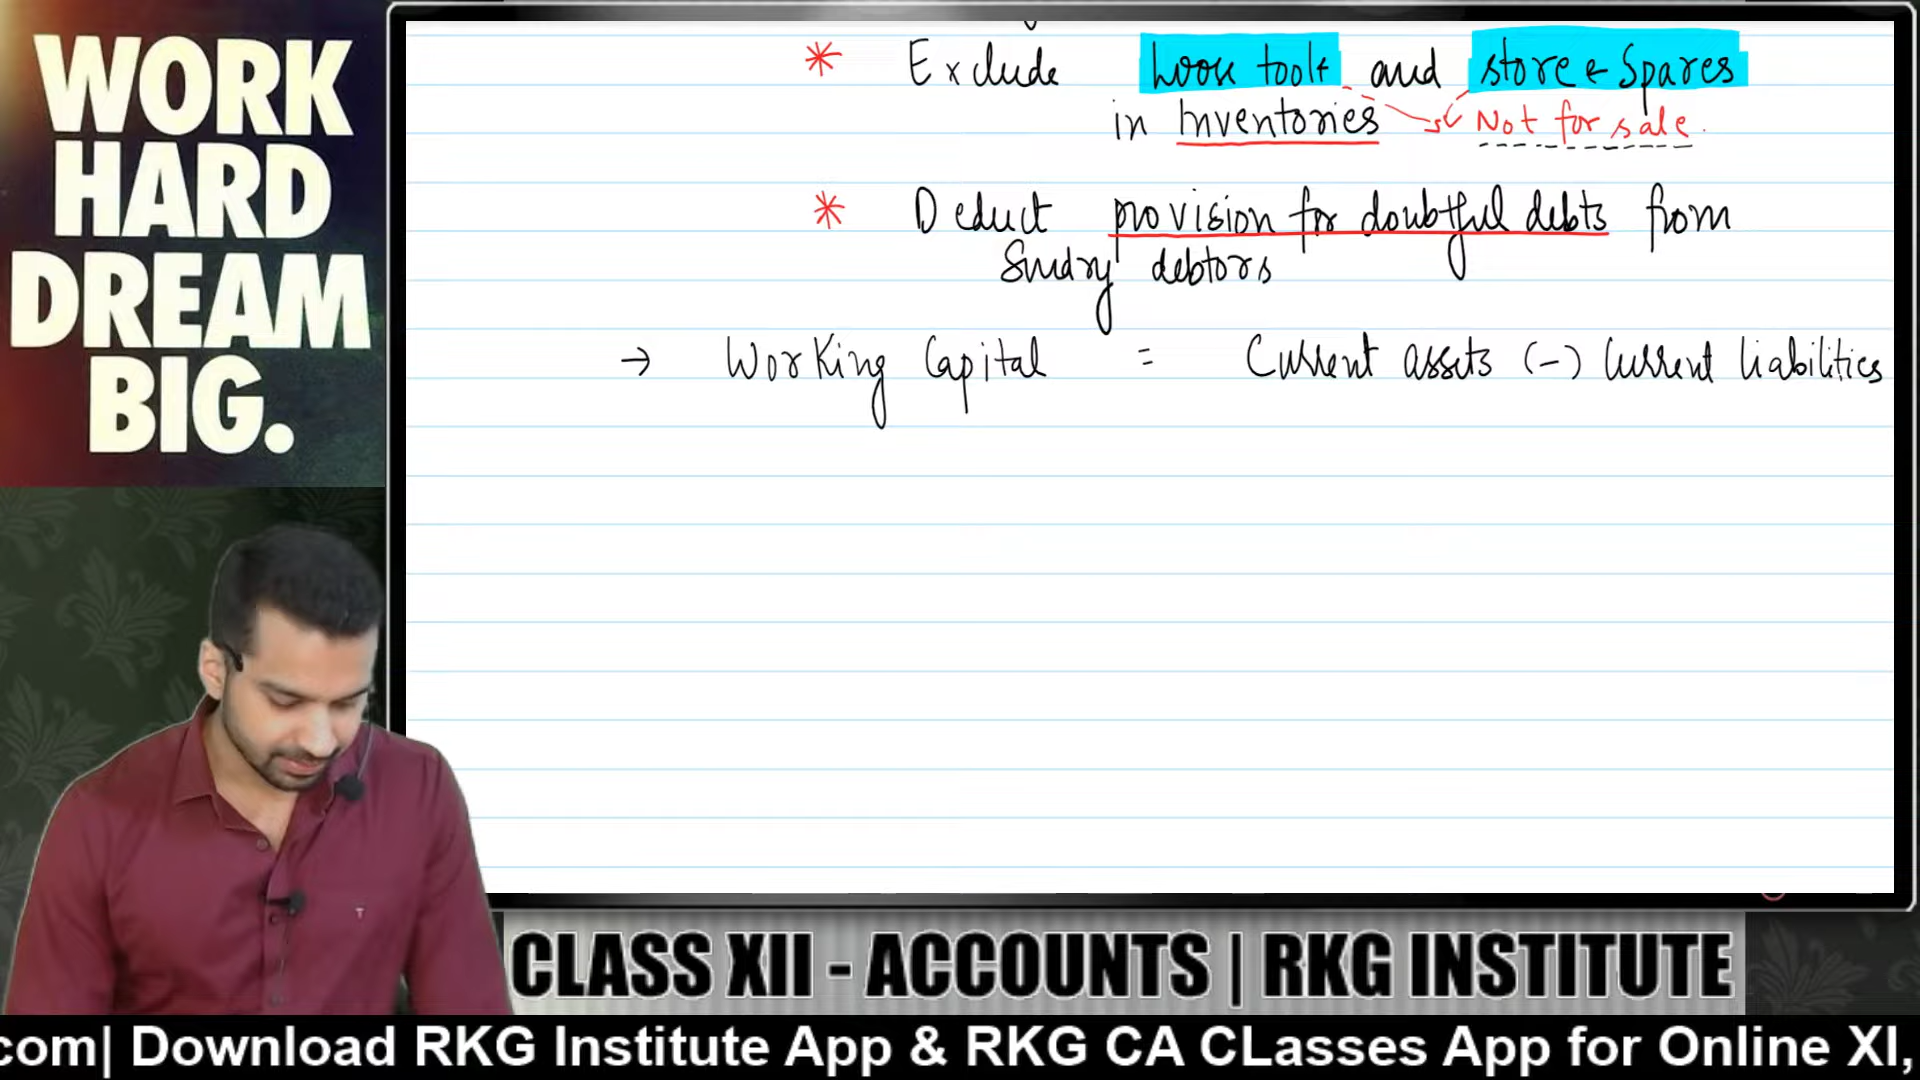 WORK
HARD
DREAM
BIG.
* Exclude Loose tools and store & Spares
in Inventories Not for sale.
* Deduct provision for doubtful debts from
Sundry debtors
→ Working Capital = Current assets (-) Current liabilities
CLASS XII - ACCOUNTS | RKG INSTITUTE
com| Download RKG Institute App & RKG CA CLasses App for Online XI,